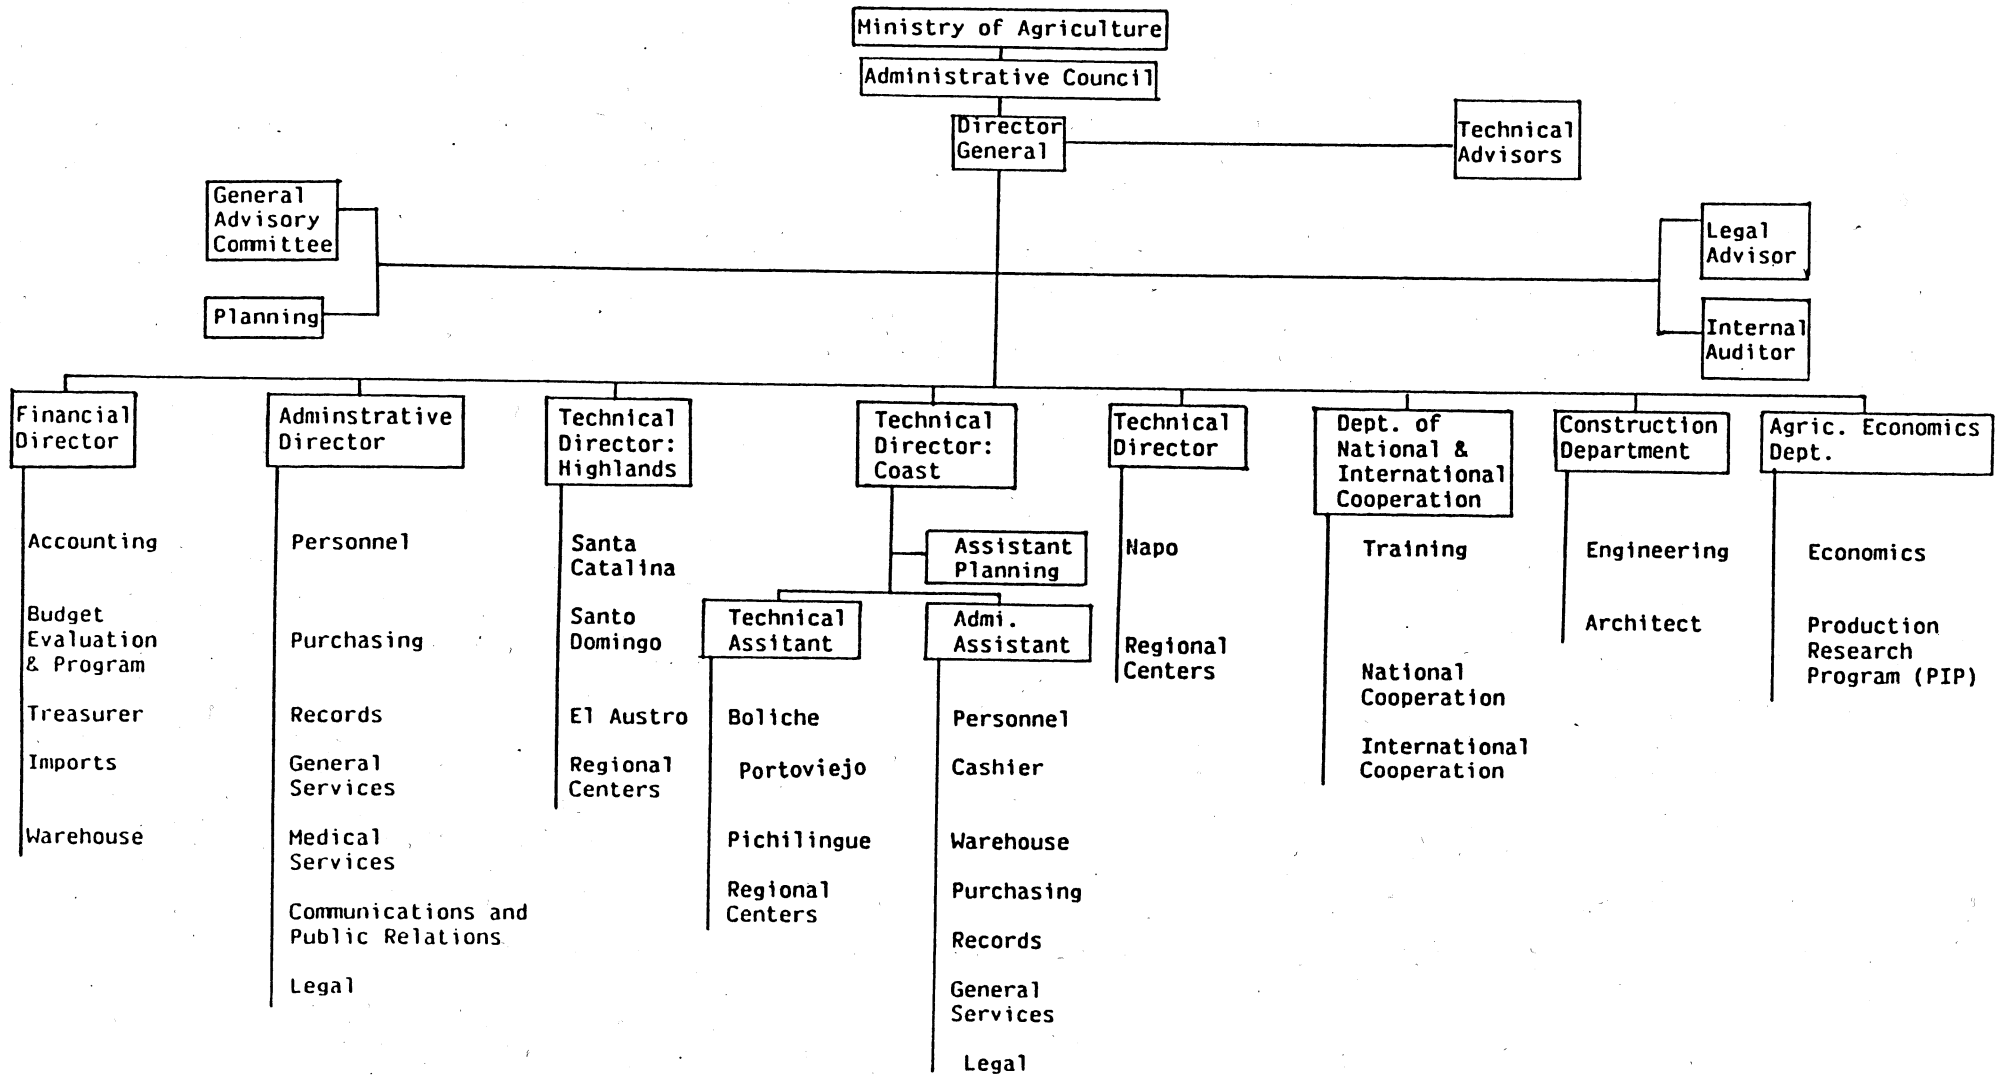 Ministry of Agriculture
Administrative Council
Director
General
Technical
Advisors
General
Advisory
Committee
Planning
Legal
Advisor
Internal
Auditor
Financial
Director
Accounting
Budget
Evaluation
& Program
Treasurer
Imports
Warehouse
Adminstrative
Director
Personnel
Purchasing
Records
General
Services
Medical
Services
Communications and
Public Relations
Legal
Technical
Director:
Highlands
Santa
Catalina
Santo
Domingo
El Austro
Regional
Centers
Technical
Director:
Coast
Assistant
Planning
Technical
Assitant
Boliche
Portoviejo
Pichilingue
Regional
Centers
Admi.
Assistant
Personnel
Cashier
Warehouse
Purchasing
Records
General
Services
Legal
Technical
Director
Napo
Regional
Centers
Dept. of
National &
International
Cooperation
Training
National
Cooperation
International
Cooperation
Construction
Department
Engineering
Architect
Agric. Economics
Dept.
Economics
Production
Research
Program (PIP)